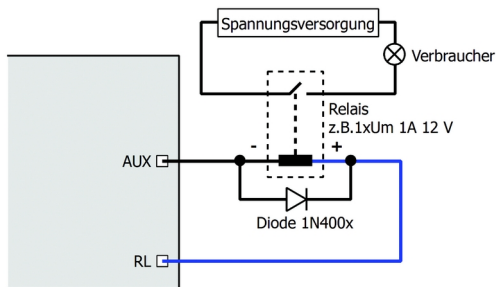 Spannungsversorgung
Verbraucher
Relais
z.B.1xUm 1A 12 V
- +
AUX
Diode 1N400x
RL